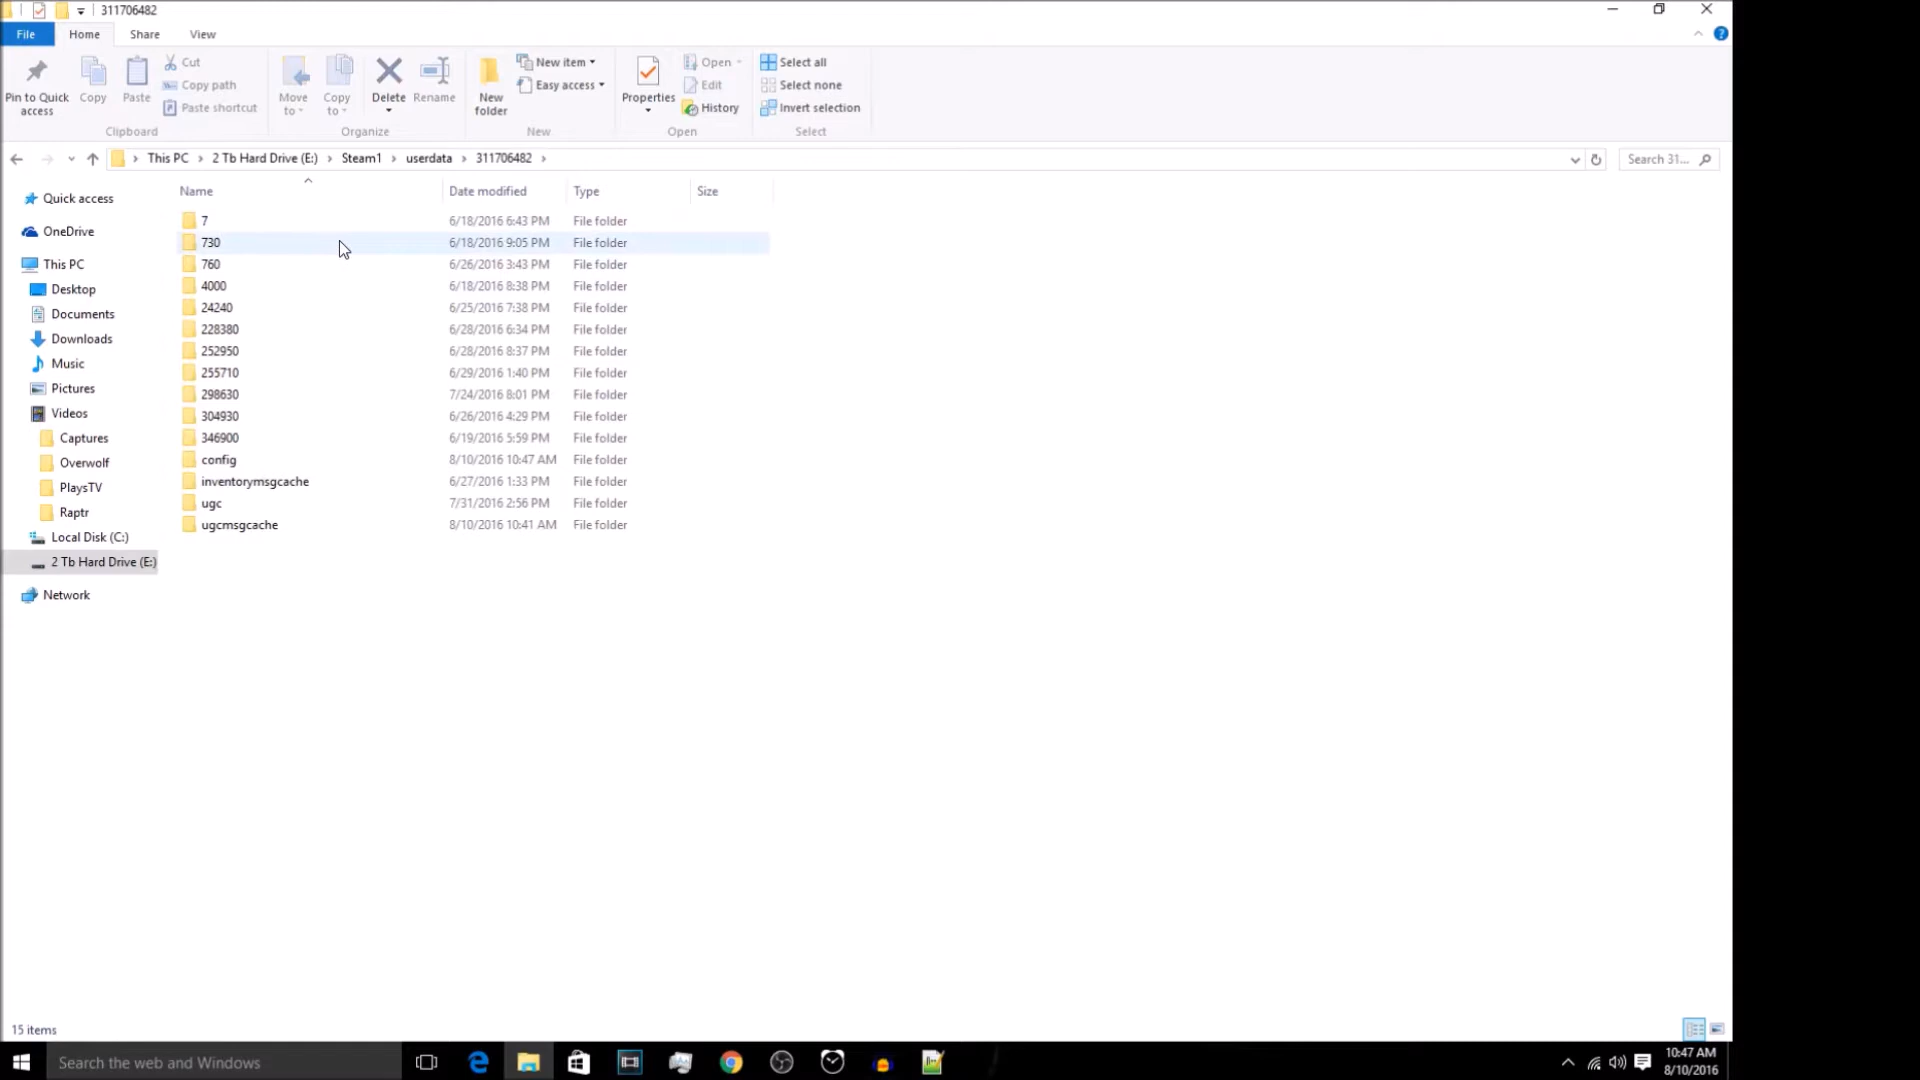 311706482
File Home Share View
Pin to Quick access
Copy
Paste
Cut
Copy path
Paste shortcut
Clipboard
Move to
Copy to
Delete
Rename
Organize
New folder
New item
Easy access
New
Properties
Open
Edit
History
Open
Select all
Select none
Invert selection
Select
This PC > 2 Tb Hard Drive (E:) > Steam1 > userdata > 311706482 >
Search 31...
Name Date modified Type Size
7 6/18/2016 6:43 PM File folder
730 6/18/2016 9:05 PM File folder
760 6/26/2016 3:43 PM File folder
4000 6/18/2016 8:38 PM File folder
24240 6/25/2016 7:38 PM File folder
228380 6/28/2016 6:34 PM File folder
252950 6/28/2016 8:37 PM File folder
255710 6/29/2016 1:40 PM File folder
298630 7/24/2016 8:01 PM File folder
304930 6/26/2016 4:29 PM File folder
346900 6/19/2016 5:59 PM File folder
config 8/10/2016 10:47 AM File folder
inventorymsgcache 6/27/2016 1:33 PM File folder
ugc 7/31/2016 2:56 PM File folder
ugcmsgcache 8/10/2016 10:41 AM File folder
Quick access
OneDrive
This PC
Desktop
Documents
Downloads
Music
Pictures
Videos
Captures
Overwolf
PlaysTV
Raptr
Local Disk (C:)
2 Tb Hard Drive (E:)
Network
15 items
Search the web and Windows
10:47 AM
8/10/2016